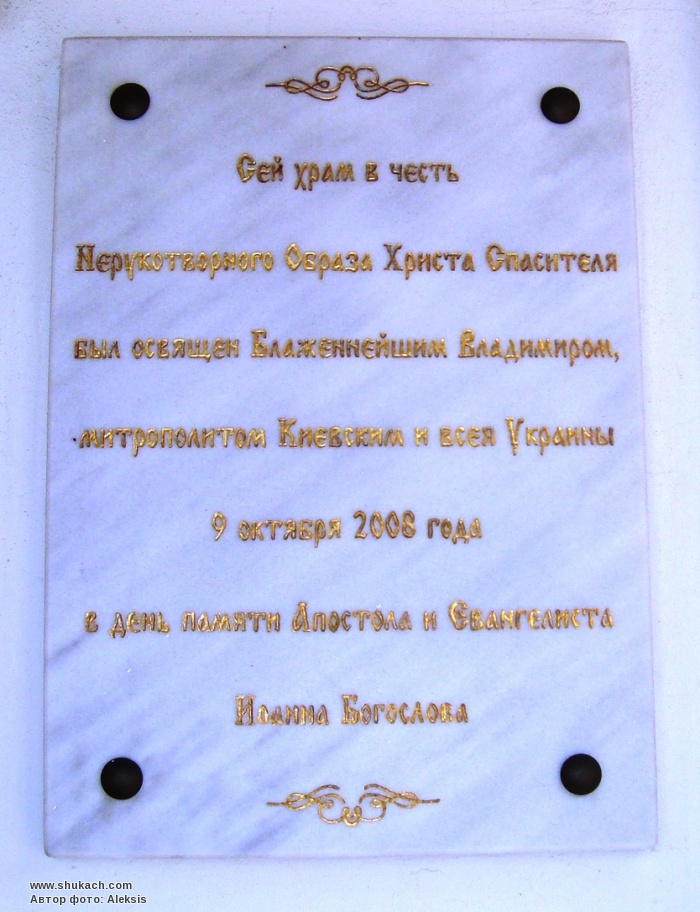 Сей храм в честь
Нерукотворного Образа Христа Спасителя
был освящен Блаженнейшим Владимиром,
митрополитом Киевским и всея Украины
9 октября 2008 года
в день памяти Апостола и Евангелиста
Иоанна Богослова
www.shukach.com
Автор фото: Aleksis